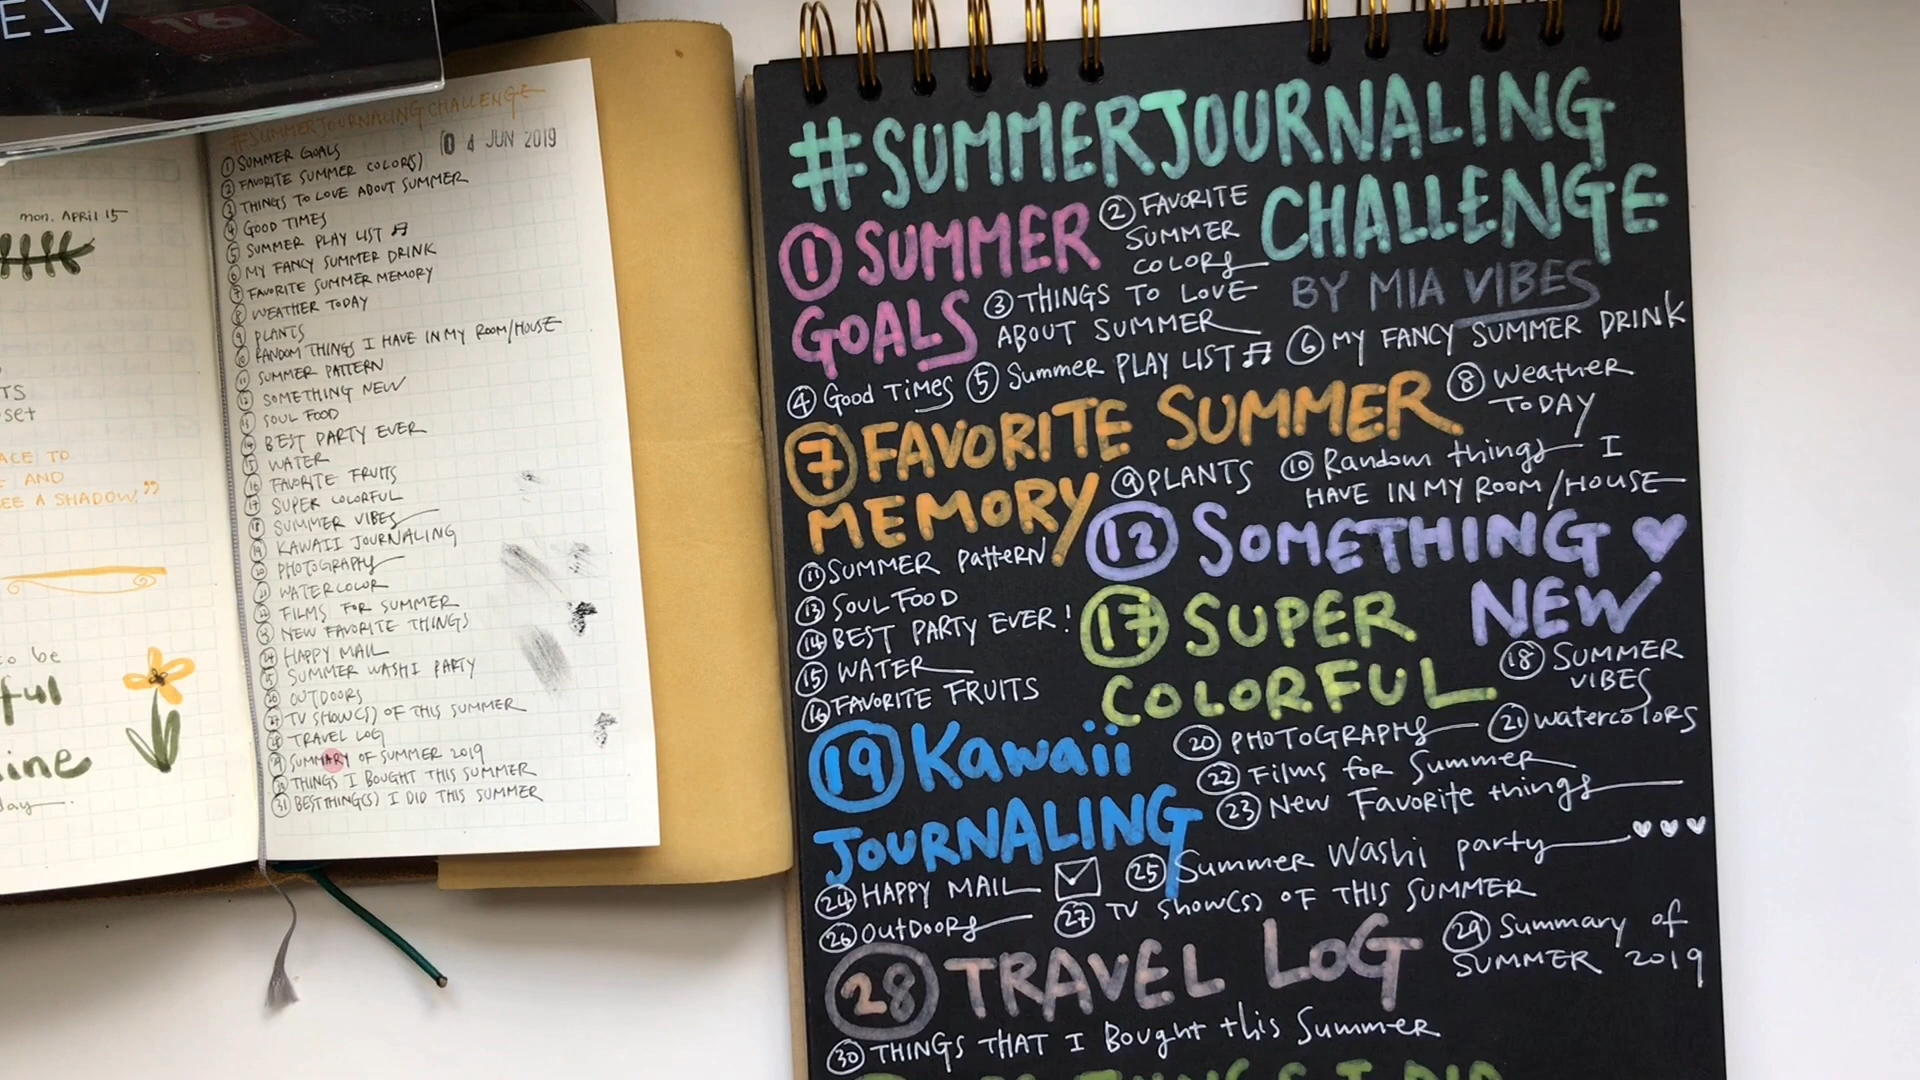 16
mon. APRIL 15
#SUMMERJOURNALING CHALLENGE
04 JUN 2019
① SUMMER GOALS
② FAVORITE SUMMER COLOR(S)
③ THINGS TO LOVE ABOUT SUMMER
④ GOOD TIMES
⑤ SUMMER PLAY LIST ♫
⑥ MY FANCY SUMMER DRINK
⑦ FAVORITE SUMMER MEMORY
⑧ WEATHER TODAY
⑨ PLANTS
⑩ RANDOM THINGS I HAVE IN MY ROOM/HOUSE
⑪ SUMMER PATTERN
⑫ SOMETHING NEW
⑬ SOUL FOOD
⑭ BEST PARTY EVER
⑮ WATER
⑯ FAVORITE FRUITS
⑰ SUPER COLORFUL
⑱ SUMMER VIBES
⑲ KAWAII JOURNALING
⑳ PHOTOGRAPHY
㉑ WATERCOLOR
㉒ FILMS FOR SUMMER
㉓ NEW FAVORITE THINGS
㉔ HAPPY MAIL
㉕ SUMMER WASHI PARTY
㉖ OUTDOORS
㉗ TV SHOW(S) OF THIS SUMMER
㉘ TRAVEL LOG
㉙ SUMMARY OF SUMMER 2019
㉚ THINGS I BOUGHT THIS SUMMER
㉛ BEST THING(S) I DID THIS SUMMER
AND
SEE A SHADOW."
to be
#SUMMERJOURNALING
CHALLENGE
BY MIA VIBES
① SUMMER
GOALS
② FAVORITE
SUMMER
COLORS
③ THINGS TO LOVE
ABOUT SUMMER
④ Good Times ⑤ Summer PLAY LIST ♫ ⑥ MY FANCY SUMMER DRINK
⑦ FAVORITE SUMMER
MEMORY
⑧ Weather
TODAY
⑨ PLANTS ⑩ Random things I
HAVE IN MY ROOM/HOUSE
⑪ SUMMER pattern
⑫ SOMETHING ♥
NEW
⑬ SOUL FOOD
⑭ BEST PARTY EVER!
⑮ WATER
⑯ FAVORITE FRUITS
⑰ SUPER
COLORFUL
⑱ SUMMER
VIBES
⑲ Kawaii
JOURNALING
⑳ PHOTOGRAPHY ㉑ watercolors
㉒ Films for Summer
㉓ New Favorite things
㉔ HAPPY MAIL ㉕ Summer Washi party ♥♥♥
㉖ OutDoors ㉗ TV show(s) OF THIS SUMMER
㉘ TRAVEL LOG
㉙ Summary of
SUMMER 2019
㉚ THINGS THAT I Bought this Summer
THINGS I DID